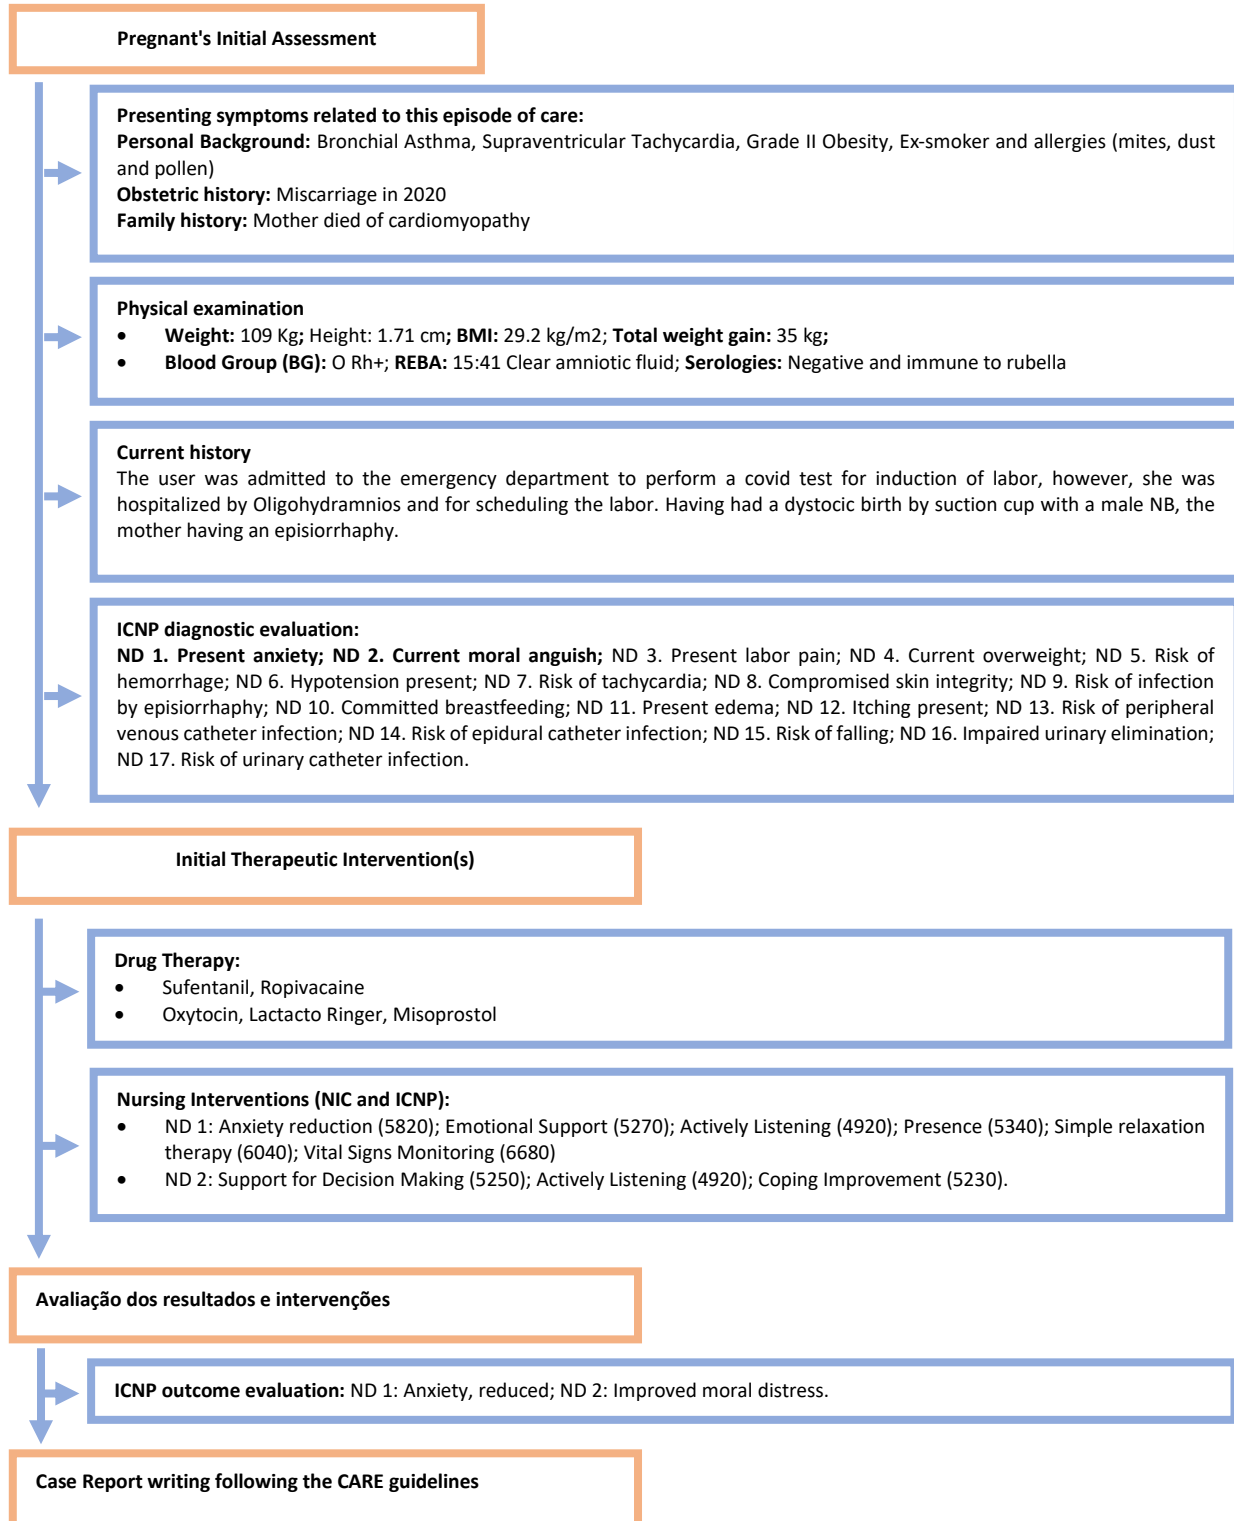 Pregnant's Initial Assessment
Presenting symptoms related to this episode of care:
Personal Background: Bronchial Asthma, Supraventricular Tachycardia, Grade II Obesity, Ex-smoker and allergies (mites, dust
and pollen)
Obstetric history: Miscarriage in 2020
Family history: Mother died of cardiomyopathy
Physical examination
• Weight: 109 Kg; Height: 1.71 cm; BMI: 29.2 kg/m2; Total weight gain: 35 kg;
• Blood Group (BG): O Rh+; REBA: 15:41 Clear amniotic fluid; Serologies: Negative and immune to rubella
Current history
The user was admitted to the emergency department to perform a covid test for induction of labor, however, she was
hospitalized by Oligohydramnios and for scheduling the labor. Having had a dystocic birth by suction cup with a male NB, the
mother having an episiorrhaphy.
ICNP diagnostic evaluation:
ND 1. Present anxiety; ND 2. Current moral anguish; ND 3. Present labor pain; ND 4. Current overweight; ND 5. Risk of
hemorrhage; ND 6. Hypotension present; ND 7. Risk of tachycardia; ND 8. Compromised skin integrity; ND 9. Risk of infection
by episiorrhaphy; ND 10. Committed breastfeeding; ND 11. Present edema; ND 12. Itching present; ND 13. Risk of peripheral
venous catheter infection; ND 14. Risk of epidural catheter infection; ND 15. Risk of falling; ND 16. Impaired urinary elimination;
ND 17. Risk of urinary catheter infection.
Initial Therapeutic Intervention(s)
Drug Therapy:
• Sufentanil, Ropivacaine
• Oxytocin, Lactacto Ringer, Misoprostol
Nursing Interventions (NIC and ICNP):
• ND 1: Anxiety reduction (5820); Emotional Support (5270); Actively Listening (4920); Presence (5340); Simple relaxation
therapy (6040); Vital Signs Monitoring (6680)
• ND 2: Support for Decision Making (5250); Actively Listening (4920); Coping Improvement (5230).
Avaliação dos resultados e intervenções
ICNP outcome evaluation: ND 1: Anxiety, reduced; ND 2: Improved moral distress.
Case Report writing following the CARE guidelines